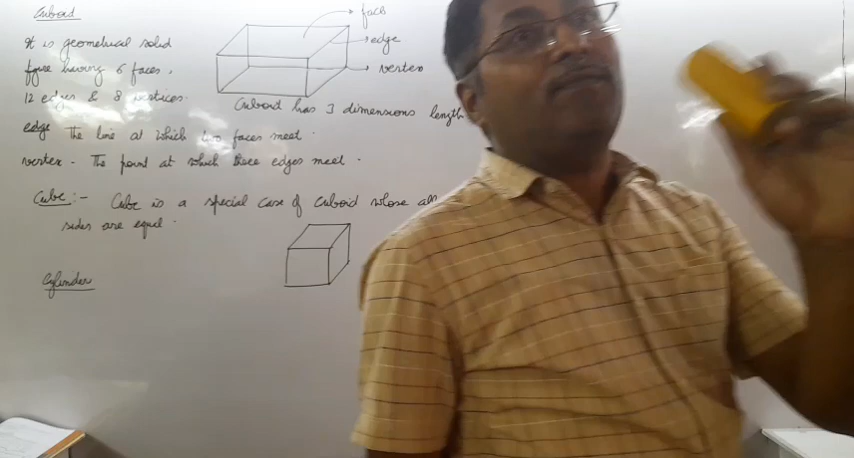 Cuboid
It is geometrical solid
figure having 6 faces,
12 edges & 8 vertices.
face
edge
vertex
Cuboid has 3 dimensions length
edge The line at which two faces meet.
vertex - The point at which three edges meet.
Cube :- Cube is a special case of cuboid whose all
sides are equal.
Cylinder